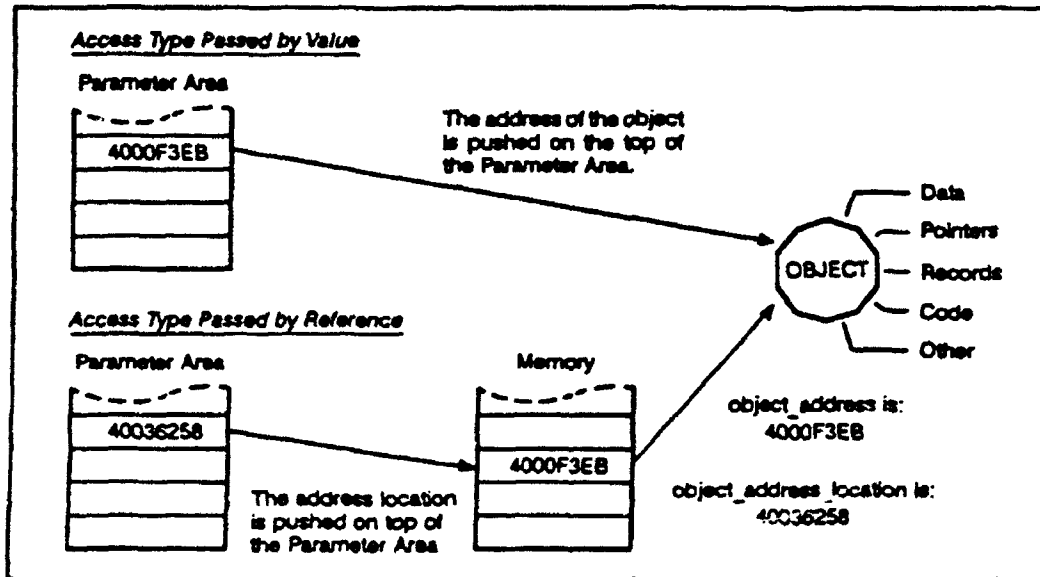 Access Type Passed by Value
Parameter Area
4000F3EB
The address of the object
is pushed on the top of
the Parameter Area.
Data
Pointers
OBJECT
Records
Code
Other
Access Type Passed by Reference
Parameter Area
Memory
40036258
4000F3EB
The address location
is pushed on top of
the Parameter Area
object_address is:
4000F3EB
object_address_location is:
40036258